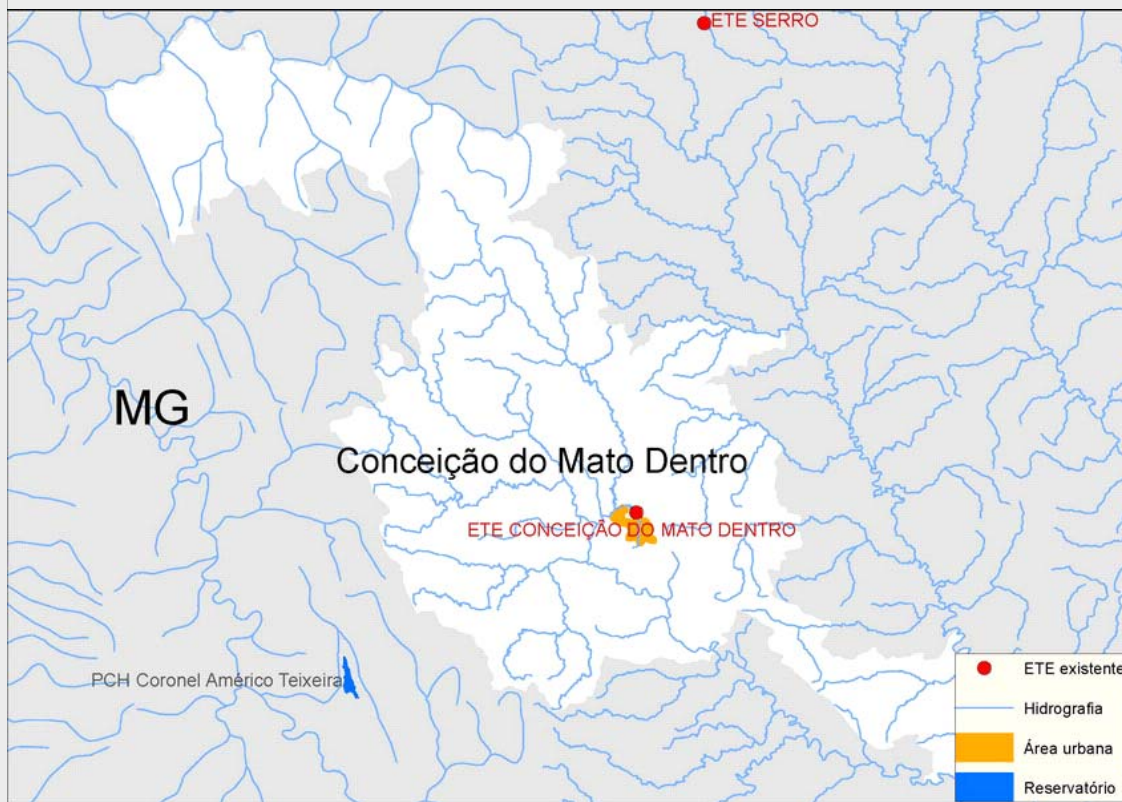 ETE SERRO
MG
Conceição do Mato Dentro
ETE CONCEIÇÃO DO MATO DENTRO
PCH Coronel Américo Teixeira
ETE existente
Hidrografia
Área urbana
Reservatório